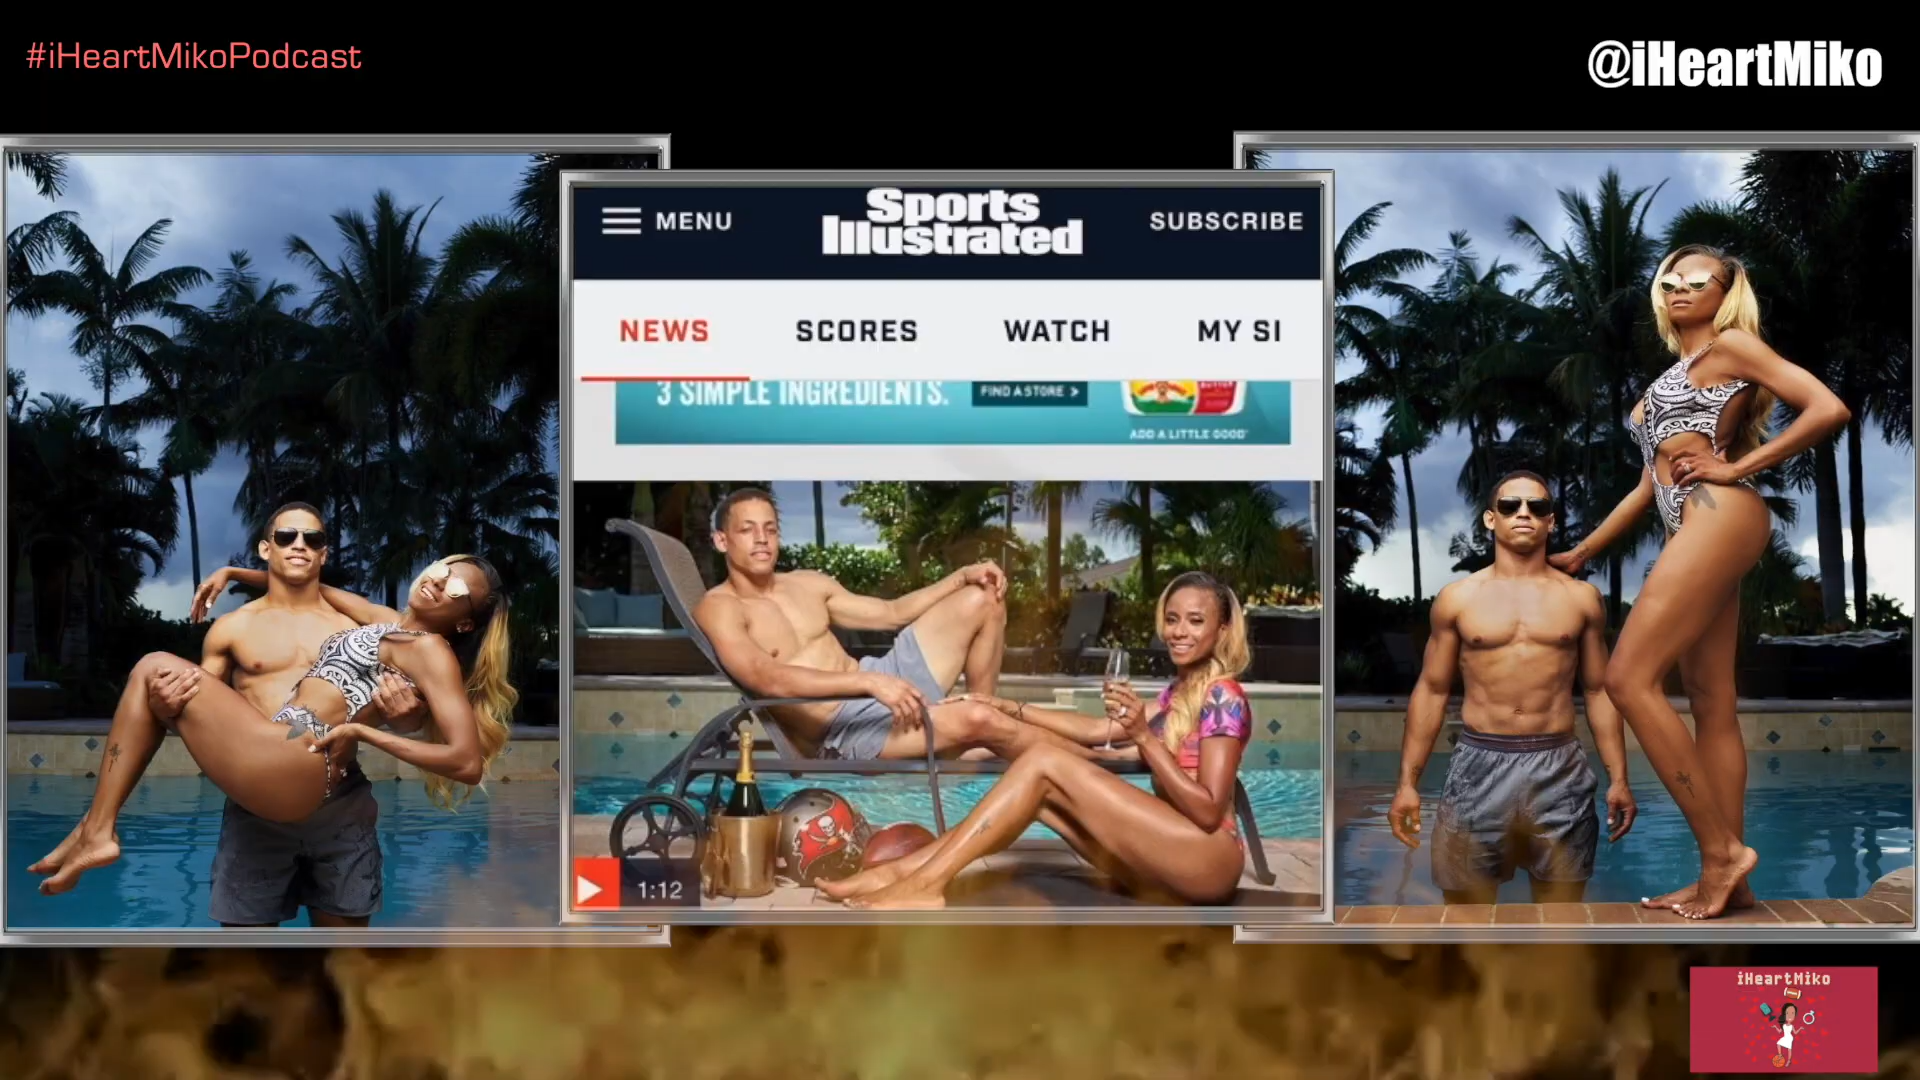 #iHeartMikoPodcast
@iHeartMiko
MENU
Sports
Illustrated
SUBSCRIBE
NEWS
SCORES
WATCH
MY SI
3 SIMPLE INGREDIENTS.
FIND A STORE >
ADD A LITTLE GOOD
1:12
iHeartMiko